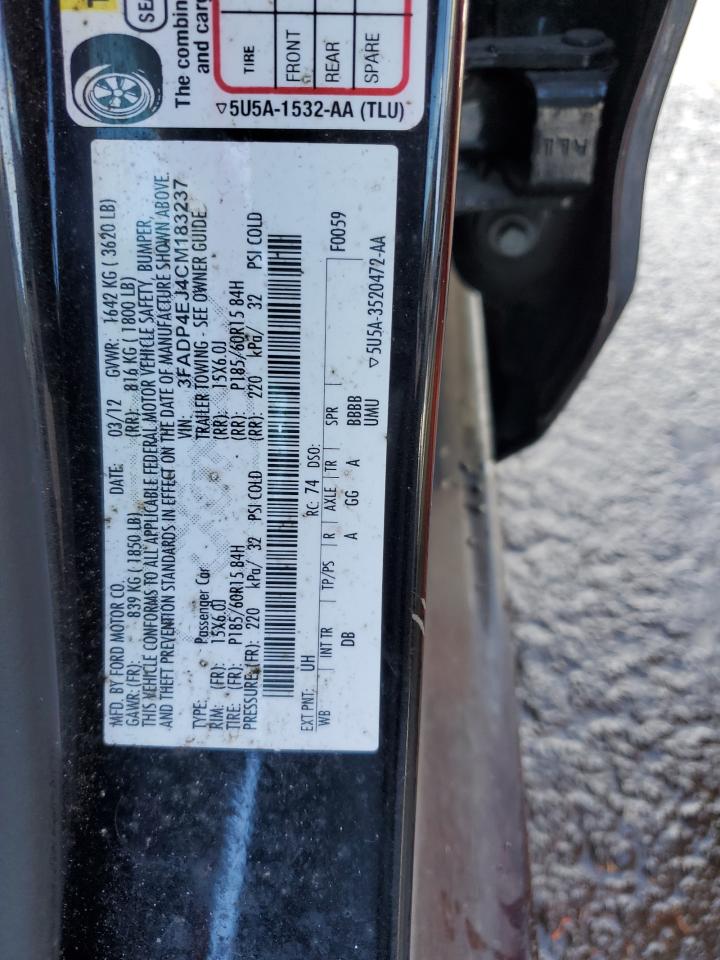 SEA
The combin
and carg
TIRE
FRONT
REAR
SPARE
▽5U5A-1532-AA (TLU)
MFD. BY FORD MOTOR CO.
DATE: 03/12 GVWR: 1642 KG ( 3620 LB)
GAWR: (FR): 839 KG ( 1850 LB) (RR): 816 KG ( 1800 LB)
THIS VEHICLE CONFORMS TO ALL APPLICABLE FEDERAL MOTOR VEHICLE SAFETY, BUMPER,
AND THEFT PREVENTION STANDARDS IN EFFECT ON THE DATE OF MANUFACTURE SHOWN ABOVE.
VIN: 3FADP4EJ4CM183237
TYPE: Passenger Car TRAILER TOWING - SEE OWNER GUIDE
RIM: (FR): 15X6.0J (RR): 15X6.0J
TIRE: (FR): P185/60R15 84H (RR): P185/60R15 84H
PRESSURE: (FR): 220 kPa/ 32 PSI COLD (RR): 220 kPa/ 32 PSI COLD
EXT PNT: UH RC: 74 DSO: F0059
WB INT TR TP/PS R AXLE TR SPR
DB A GG A BBBB
UMU
▽5U5A-3520472-AA